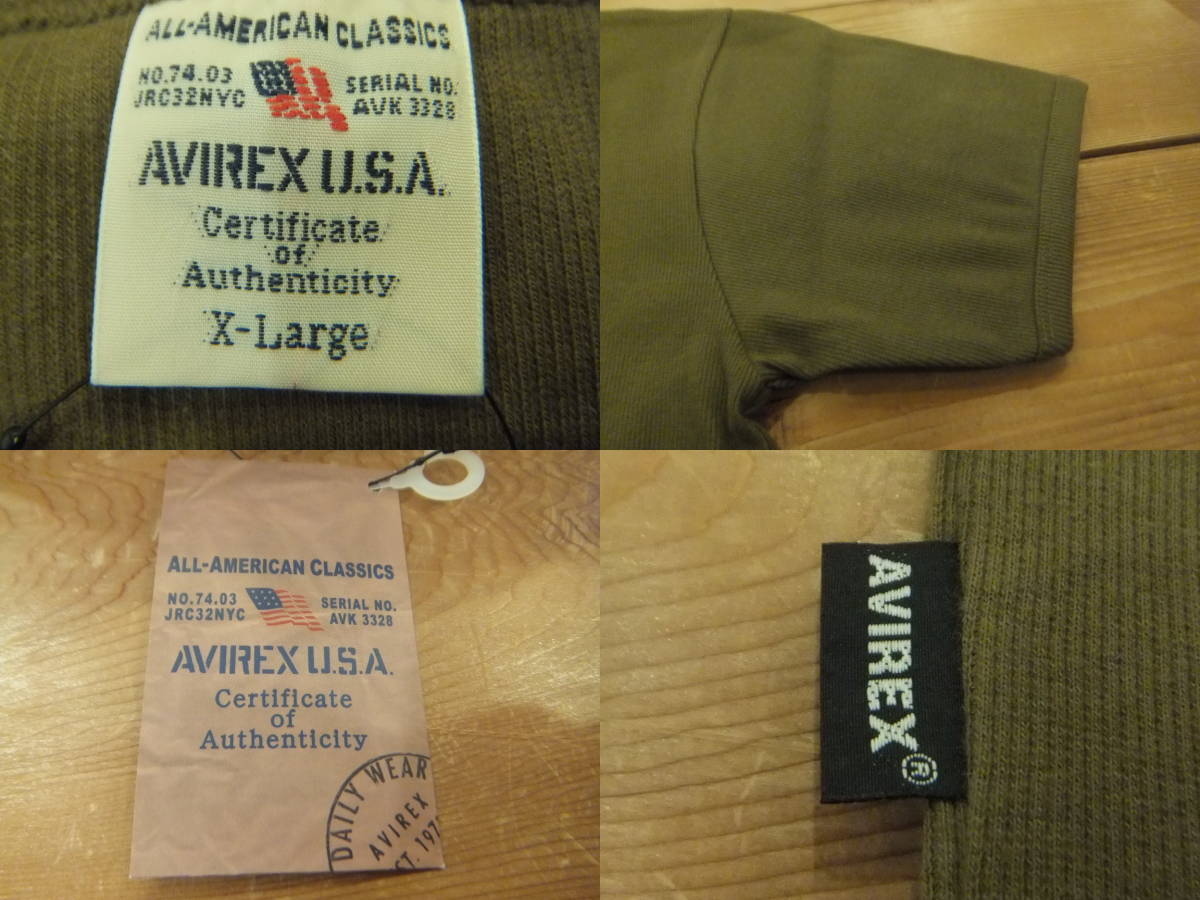 ALL-AMERICAN CLASSICS
NO.74.03
JRC32NYC
SERIAL NO.
AVK 3328
AVIREX U.S.A.
Certificate
of
Authenticity
X-Large
ALL-AMERICAN CLASSICS
NO.74.03
JRC32NYC
SERIAL NO.
AVK 3328
AVIREX U.S.A.
Certificate
of
Authenticity
DAILY WEAR
AVIREX
AVIREX®